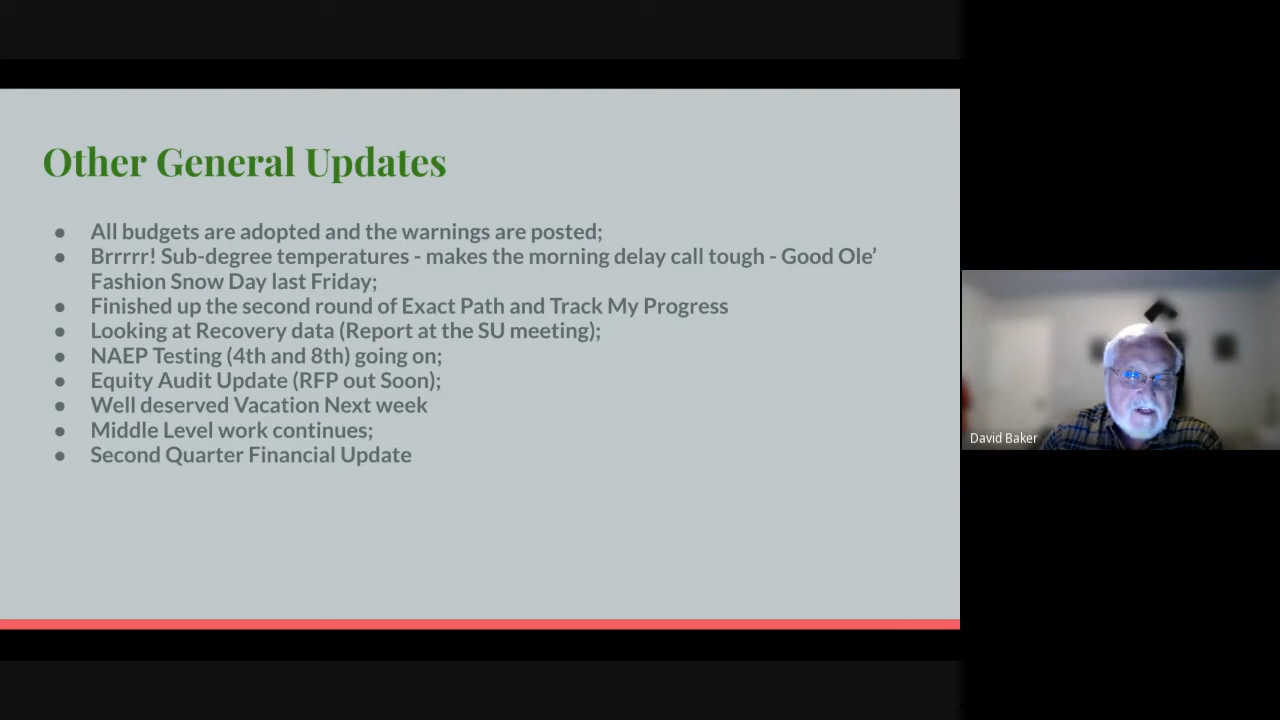 Other General Updates
● All budgets are adopted and the warnings are posted;
● Brrrrr! Sub-degree temperatures - makes the morning delay call tough - Good Ole’
Fashion Snow Day last Friday;
● Finished up the second round of Exact Path and Track My Progress
● Looking at Recovery data (Report at the SU meeting);
● NAEP Testing (4th and 8th) going on;
● Equity Audit Update (RFP out Soon);
● Well deserved Vacation Next week
● Middle Level work continues;
● Second Quarter Financial Update
David Baker